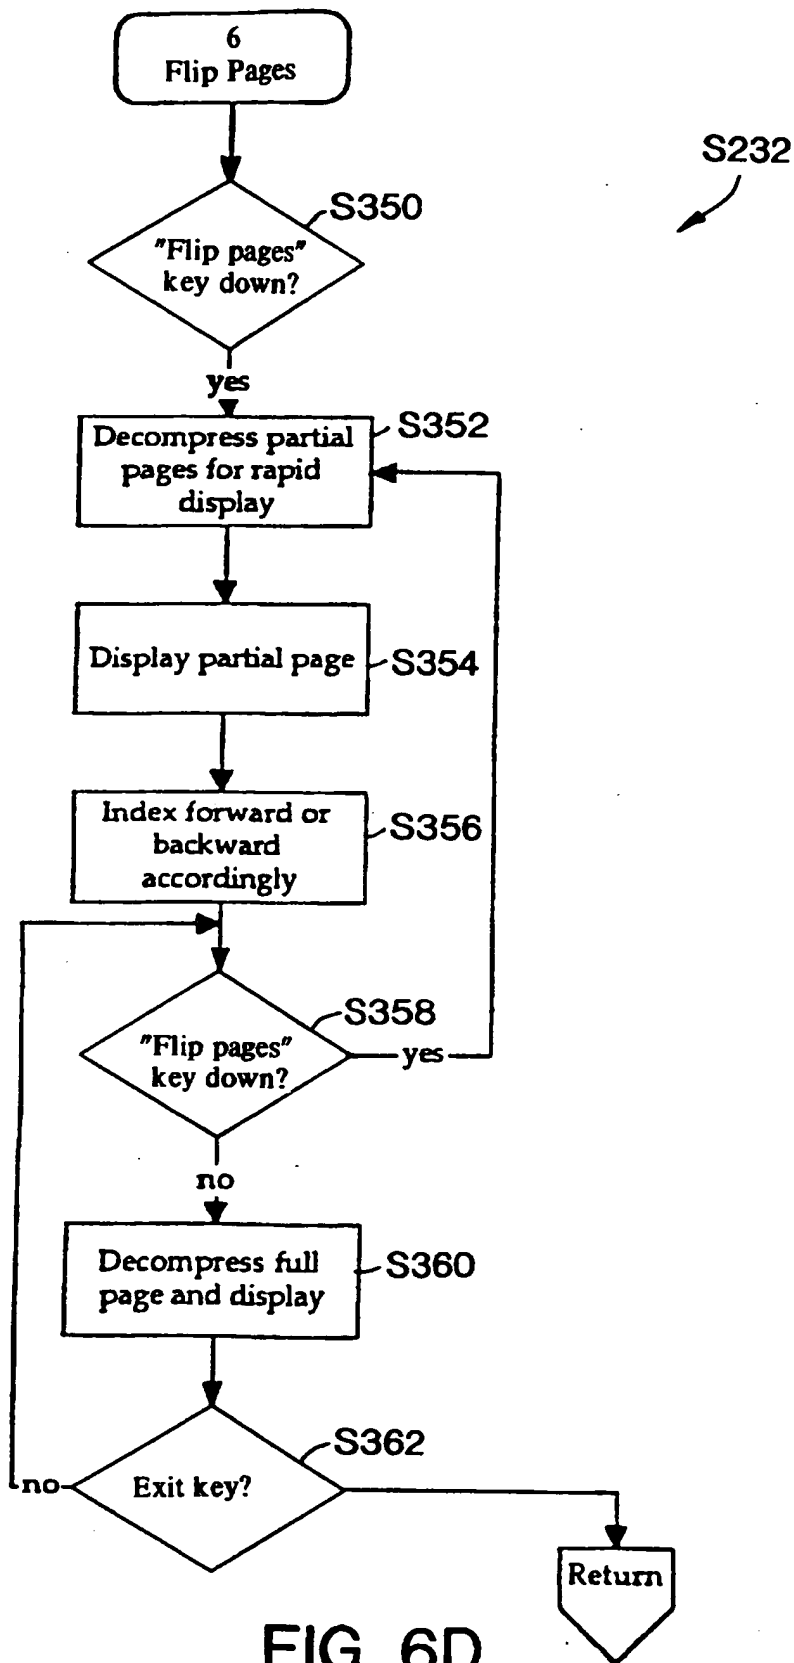 6
Flip Pages
S232
S350
"Flip pages"
key down?
yes
S352
Decompress partial
pages for rapid
display
Display partial page
S354
Index forward or
backward
accordingly
S356
S358
"Flip pages"
key down?
yes
no
Decompress full
page and display
S360
S362
Exit key?
no
Return
FIG. 6D